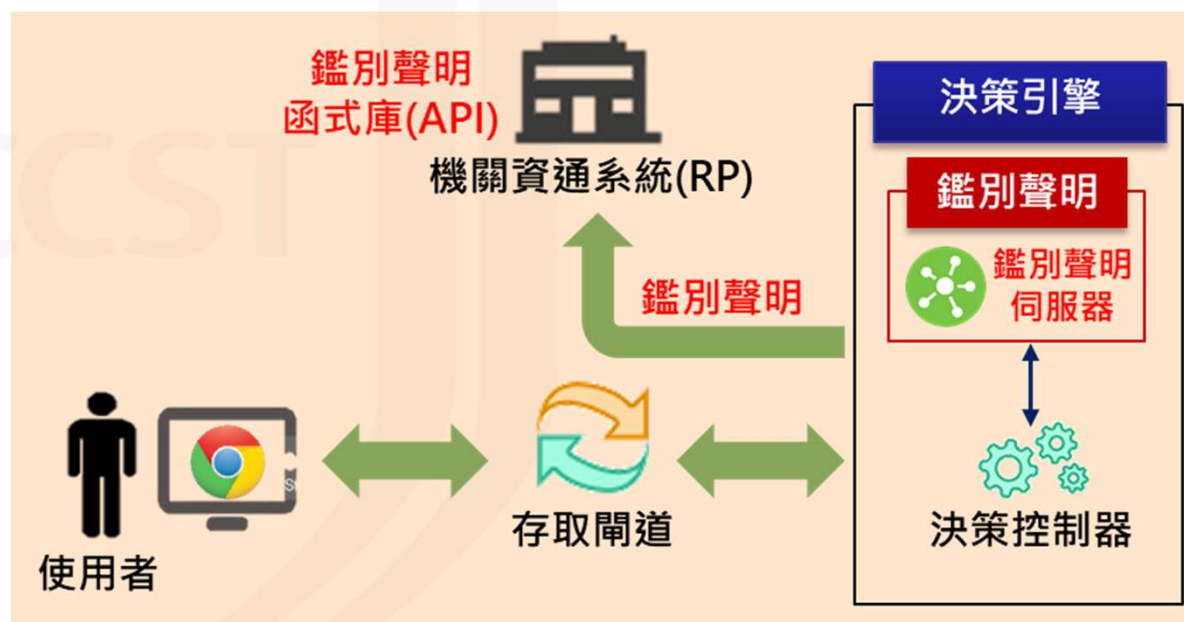 鑑別聲明
函式庫(API)
機關資通系統(RP)
決策引擎
鑑別聲明
鑑別聲明
伺服器
鑑別聲明
使用者
存取閘道
決策控制器